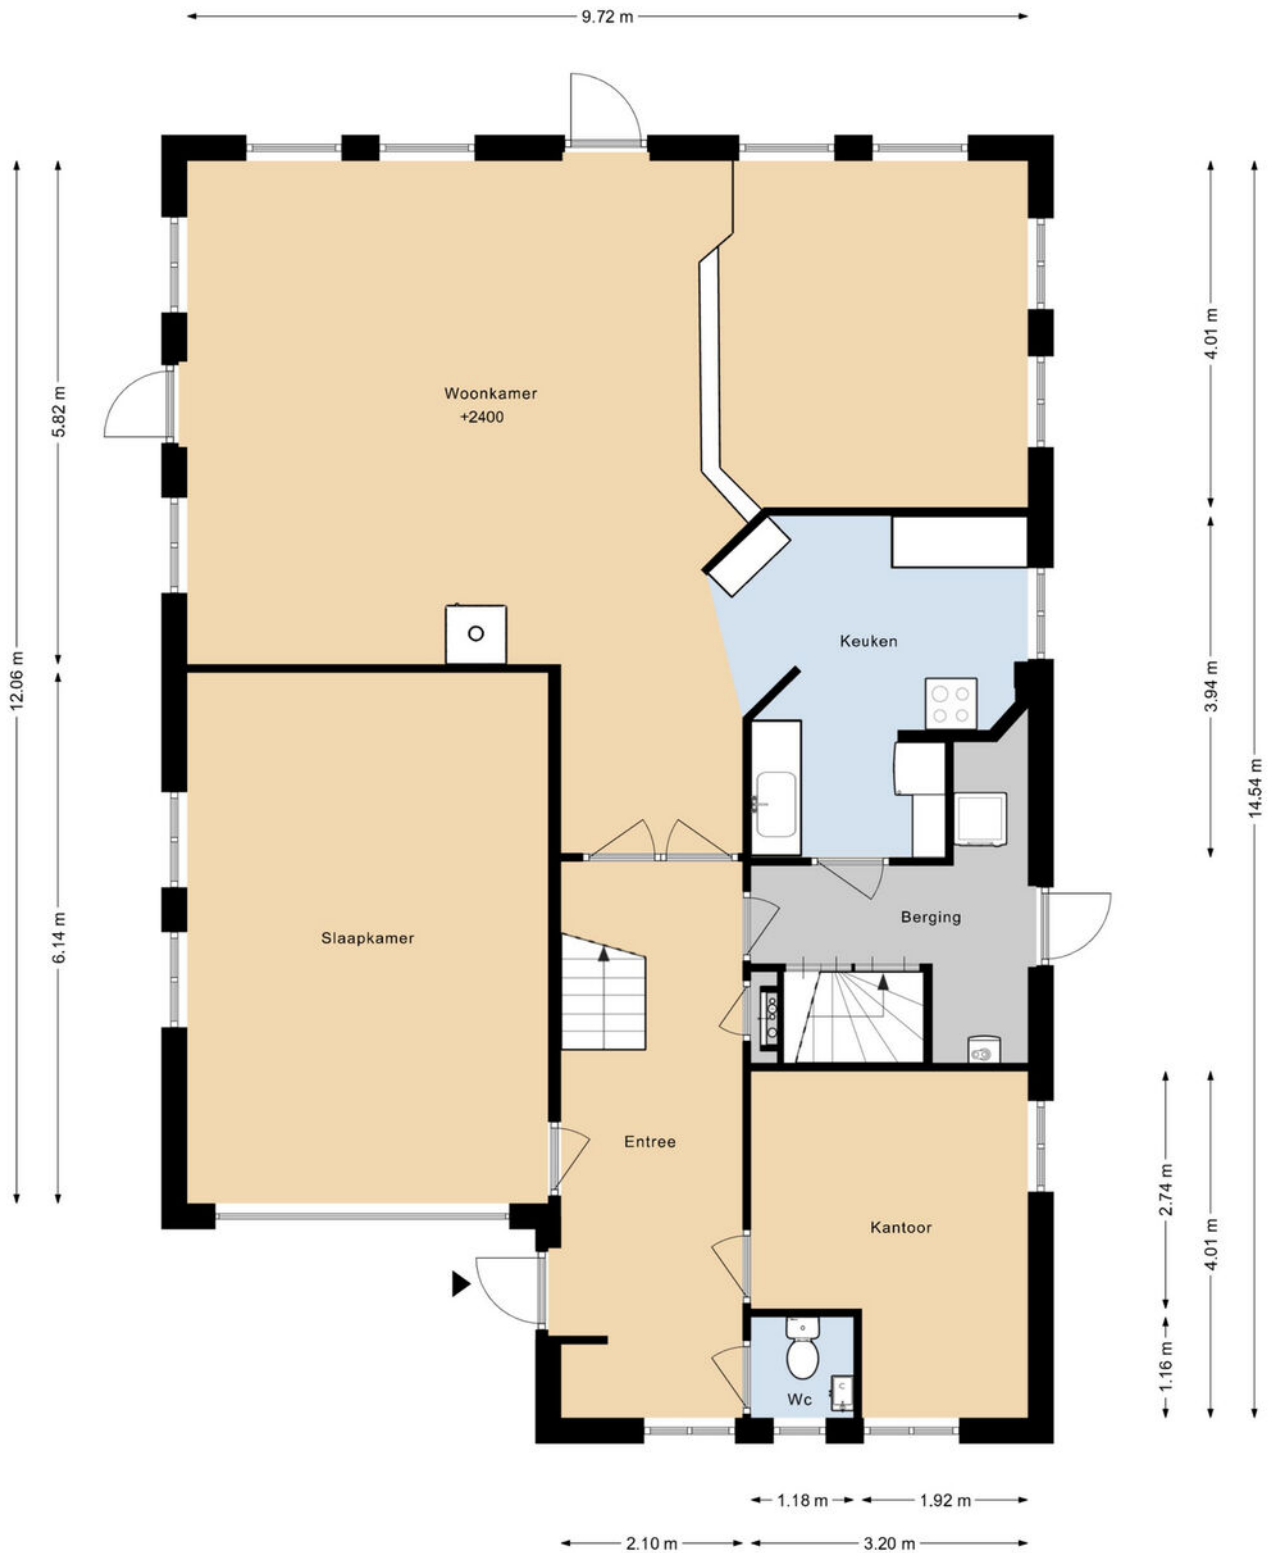 9.72 m
4.01 m
5.82 m
Woonkamer
+2400
Keuken
12.06 m
3.94 m
14.54 m
Berging
Slaapkamer
6.14 m
Entree
2.74 m
4.01 m
Kantoor
1.16 m
Wc
1.18 m
1.92 m
2.10 m
3.20 m